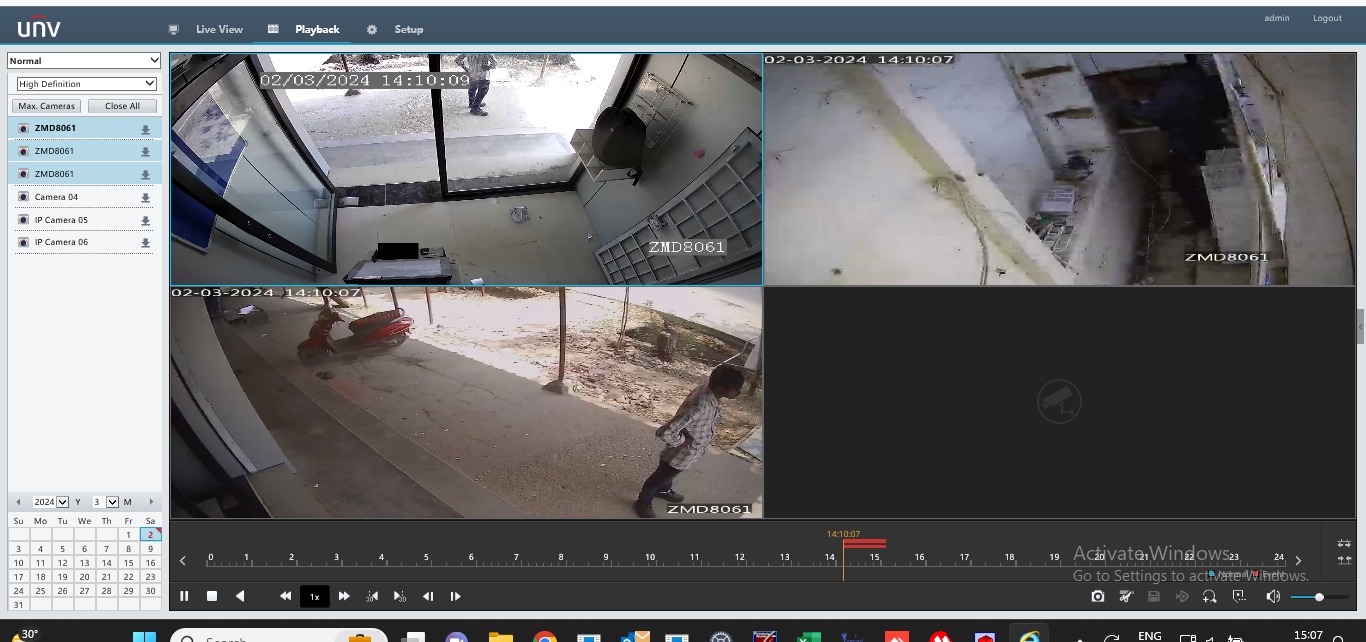 unv
Live View
Playback
Setup
admin
Logout
Normal
High Definition
Max. Cameras
Close All
ZMD8061
ZMD8061
ZMD8061
Camera 04
IP Camera 05
IP Camera 06
02/03/2024 14:10:09
ZMD8061
02-03-2024 14:10:07
ZMD8061
02-03-2024 14:10:07
ZMD8061
2024 Y 3 M
Su Mo Tu We Th Fr Sa
1 2
3 4 5 6 7 8 9
10 11 12 13 14 15 16
17 18 19 20 21 22 23
24 25 26 27 28 29 30
31
14:10:07
0 1 2 3 4 5 6 7 8 9 10 11 12 13 14 15 16 17 18 19 20 21 22 23 24
Normal Event
Activate Windows
Go to Settings to activate Windows.
1x
30 30
30°
Search
ENG
15:07